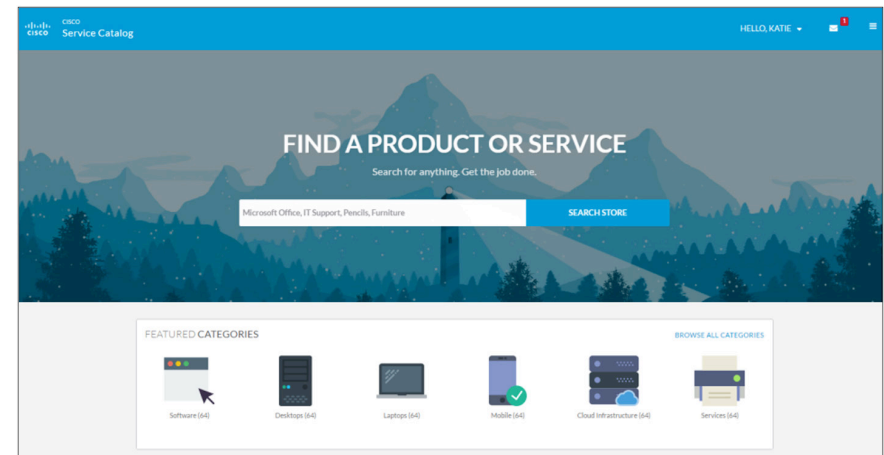 CISCO
cisco
Service Catalog
HELLO, KATIE
1
FIND A PRODUCT OR SERVICE
Search for anything. Get the job done.
Microsoft Office, IT Support, Pencils, Furniture
SEARCH STORE
FEATURED CATEGORIES
BROWSE ALL CATEGORIES
Software (64)
Desktops (64)
Laptops (64)
Mobile (64)
Cloud Infrastructure (64)
Services (64)